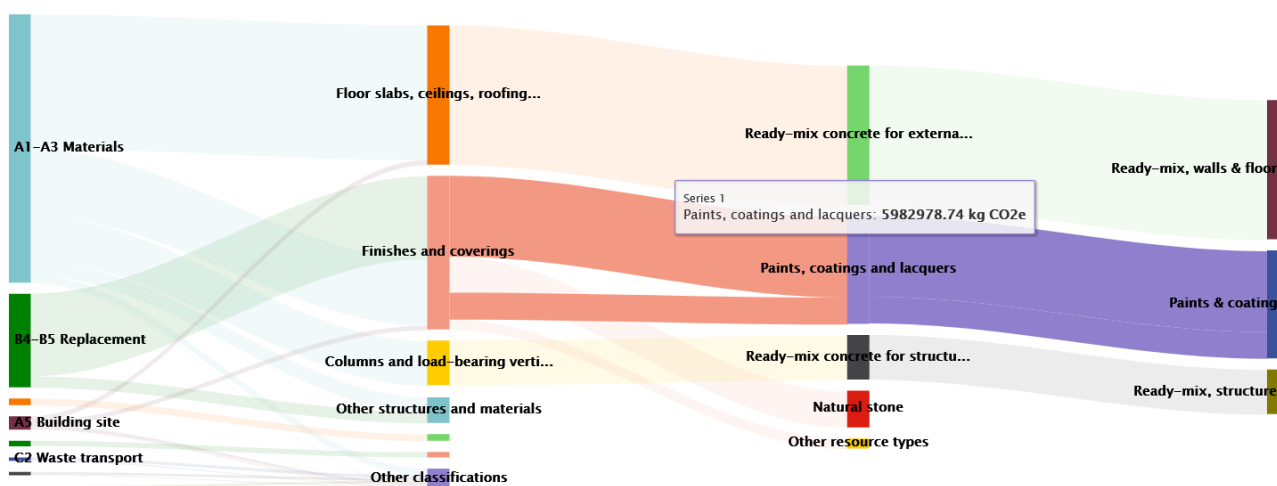 A1-A3 Materials
B4-B5 Replacement
A5 Building site
C2 Waste transport
Floor slabs, ceilings, roofing...
Finishes and coverings
Columns and load-bearing verti...
Other structures and materials
Other classifications
Ready-mix concrete for externa...
Series 1
Paints, coatings and lacquers: 5982978.74 kg CO2e
Paints, coatings and lacquers
Ready-mix concrete for structu...
Natural stone
Other resource types
Ready-mix, walls & floor
Paints & coating
Ready-mix, structure